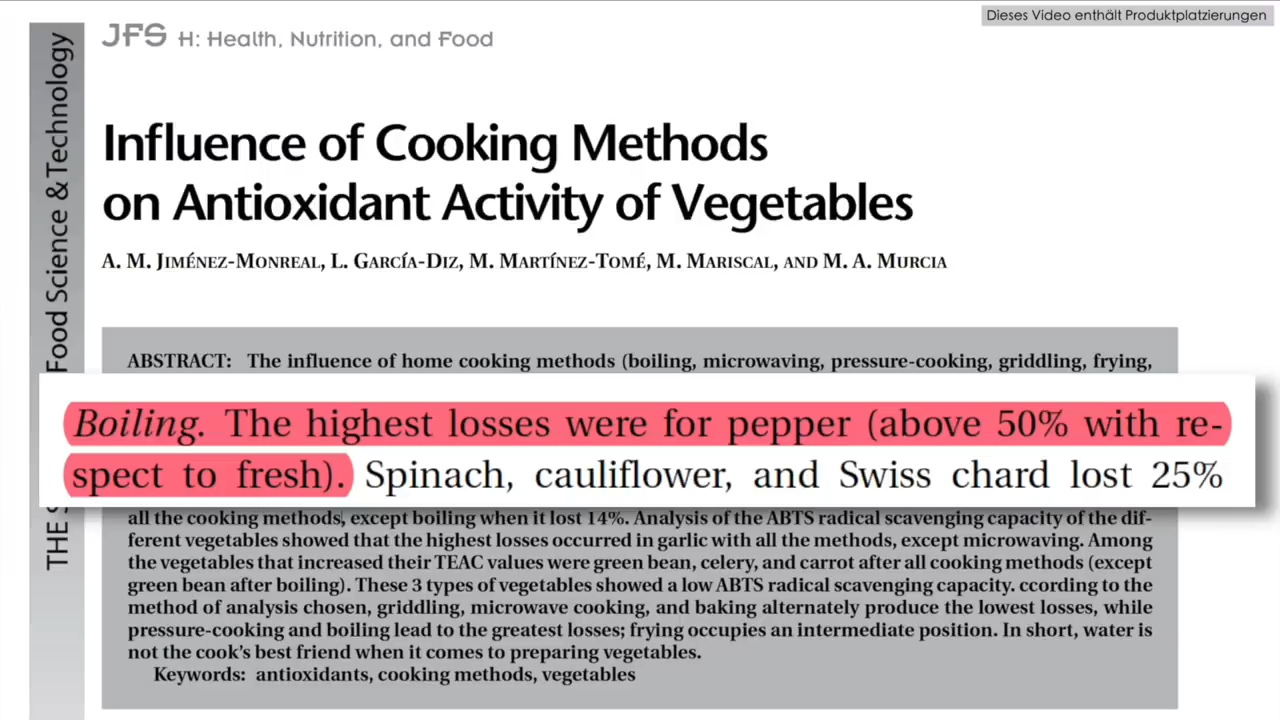 Dieses Video enthält Produktplatzierungen
JFS H: Health, Nutrition, and Food
Influence of Cooking Methods
on Antioxidant Activity of Vegetables
A. M. JIMÉNEZ-MONREAL, L. GARCÍA-DIZ, M. MARTÍNEZ-TOMÉ, M. MARISCAL, AND M. A. MURCIA
Food Science & Technology
THE
ABSTRACT: The influence of home cooking methods (boiling, microwaving, pressure-cooking, griddling, frying,
Boiling. The highest losses were for pepper (above 50% with re-
spect to fresh). Spinach, cauliflower, and Swiss chard lost 25%
all the cooking methods, except boiling when it lost 14%. Analysis of the ABTS radical scavenging capacity of the dif-
ferent vegetables showed that the highest losses occurred in garlic with all the methods, except microwaving. Among
the vegetables that increased their TEAC values were green bean, celery, and carrot after all cooking methods (except
green bean after boiling). These 3 types of vegetables showed a low ABTS radical scavenging capacity. ccording to the
method of analysis chosen, griddling, microwave cooking, and baking alternately produce the lowest losses, while
pressure-cooking and boiling lead to the greatest losses; frying occupies an intermediate position. In short, water is
not the cook's best friend when it comes to preparing vegetables.
Keywords: antioxidants, cooking methods, vegetables